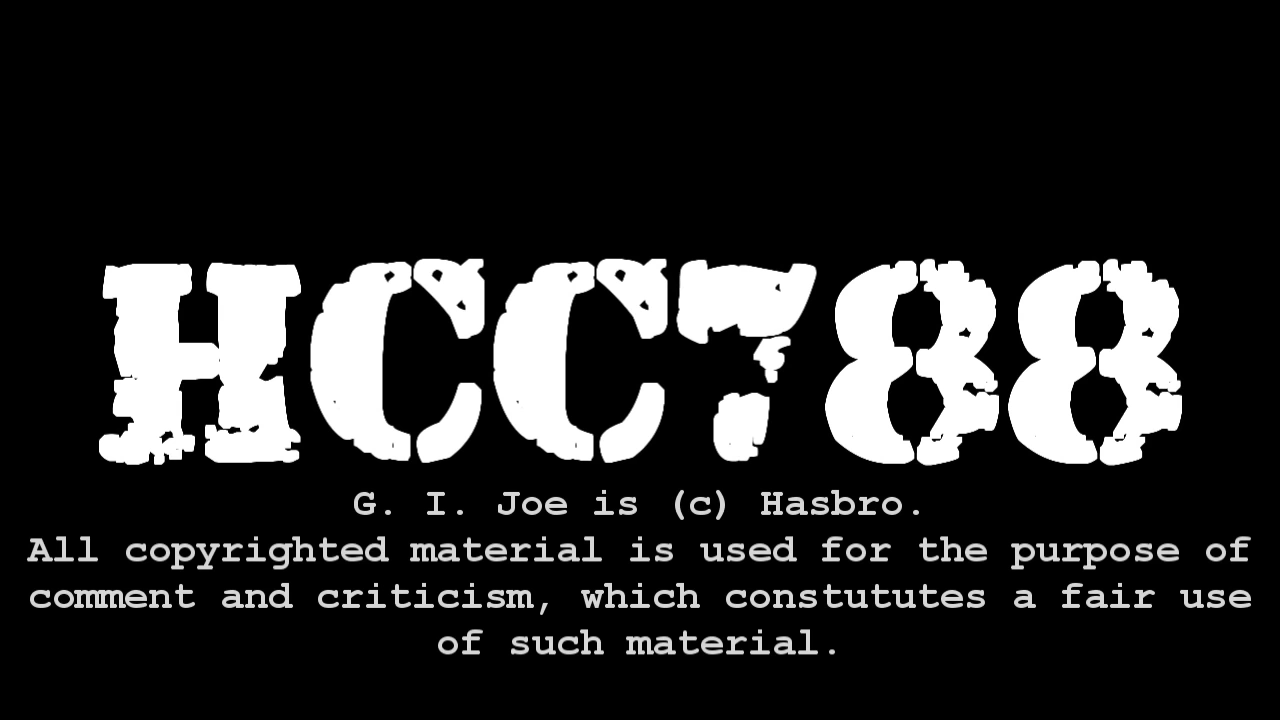 HCC788
G. I. Joe is (c) Hasbro.
All copyrighted material is used for the purpose of
comment and criticism, which constututes a fair use
of such material.